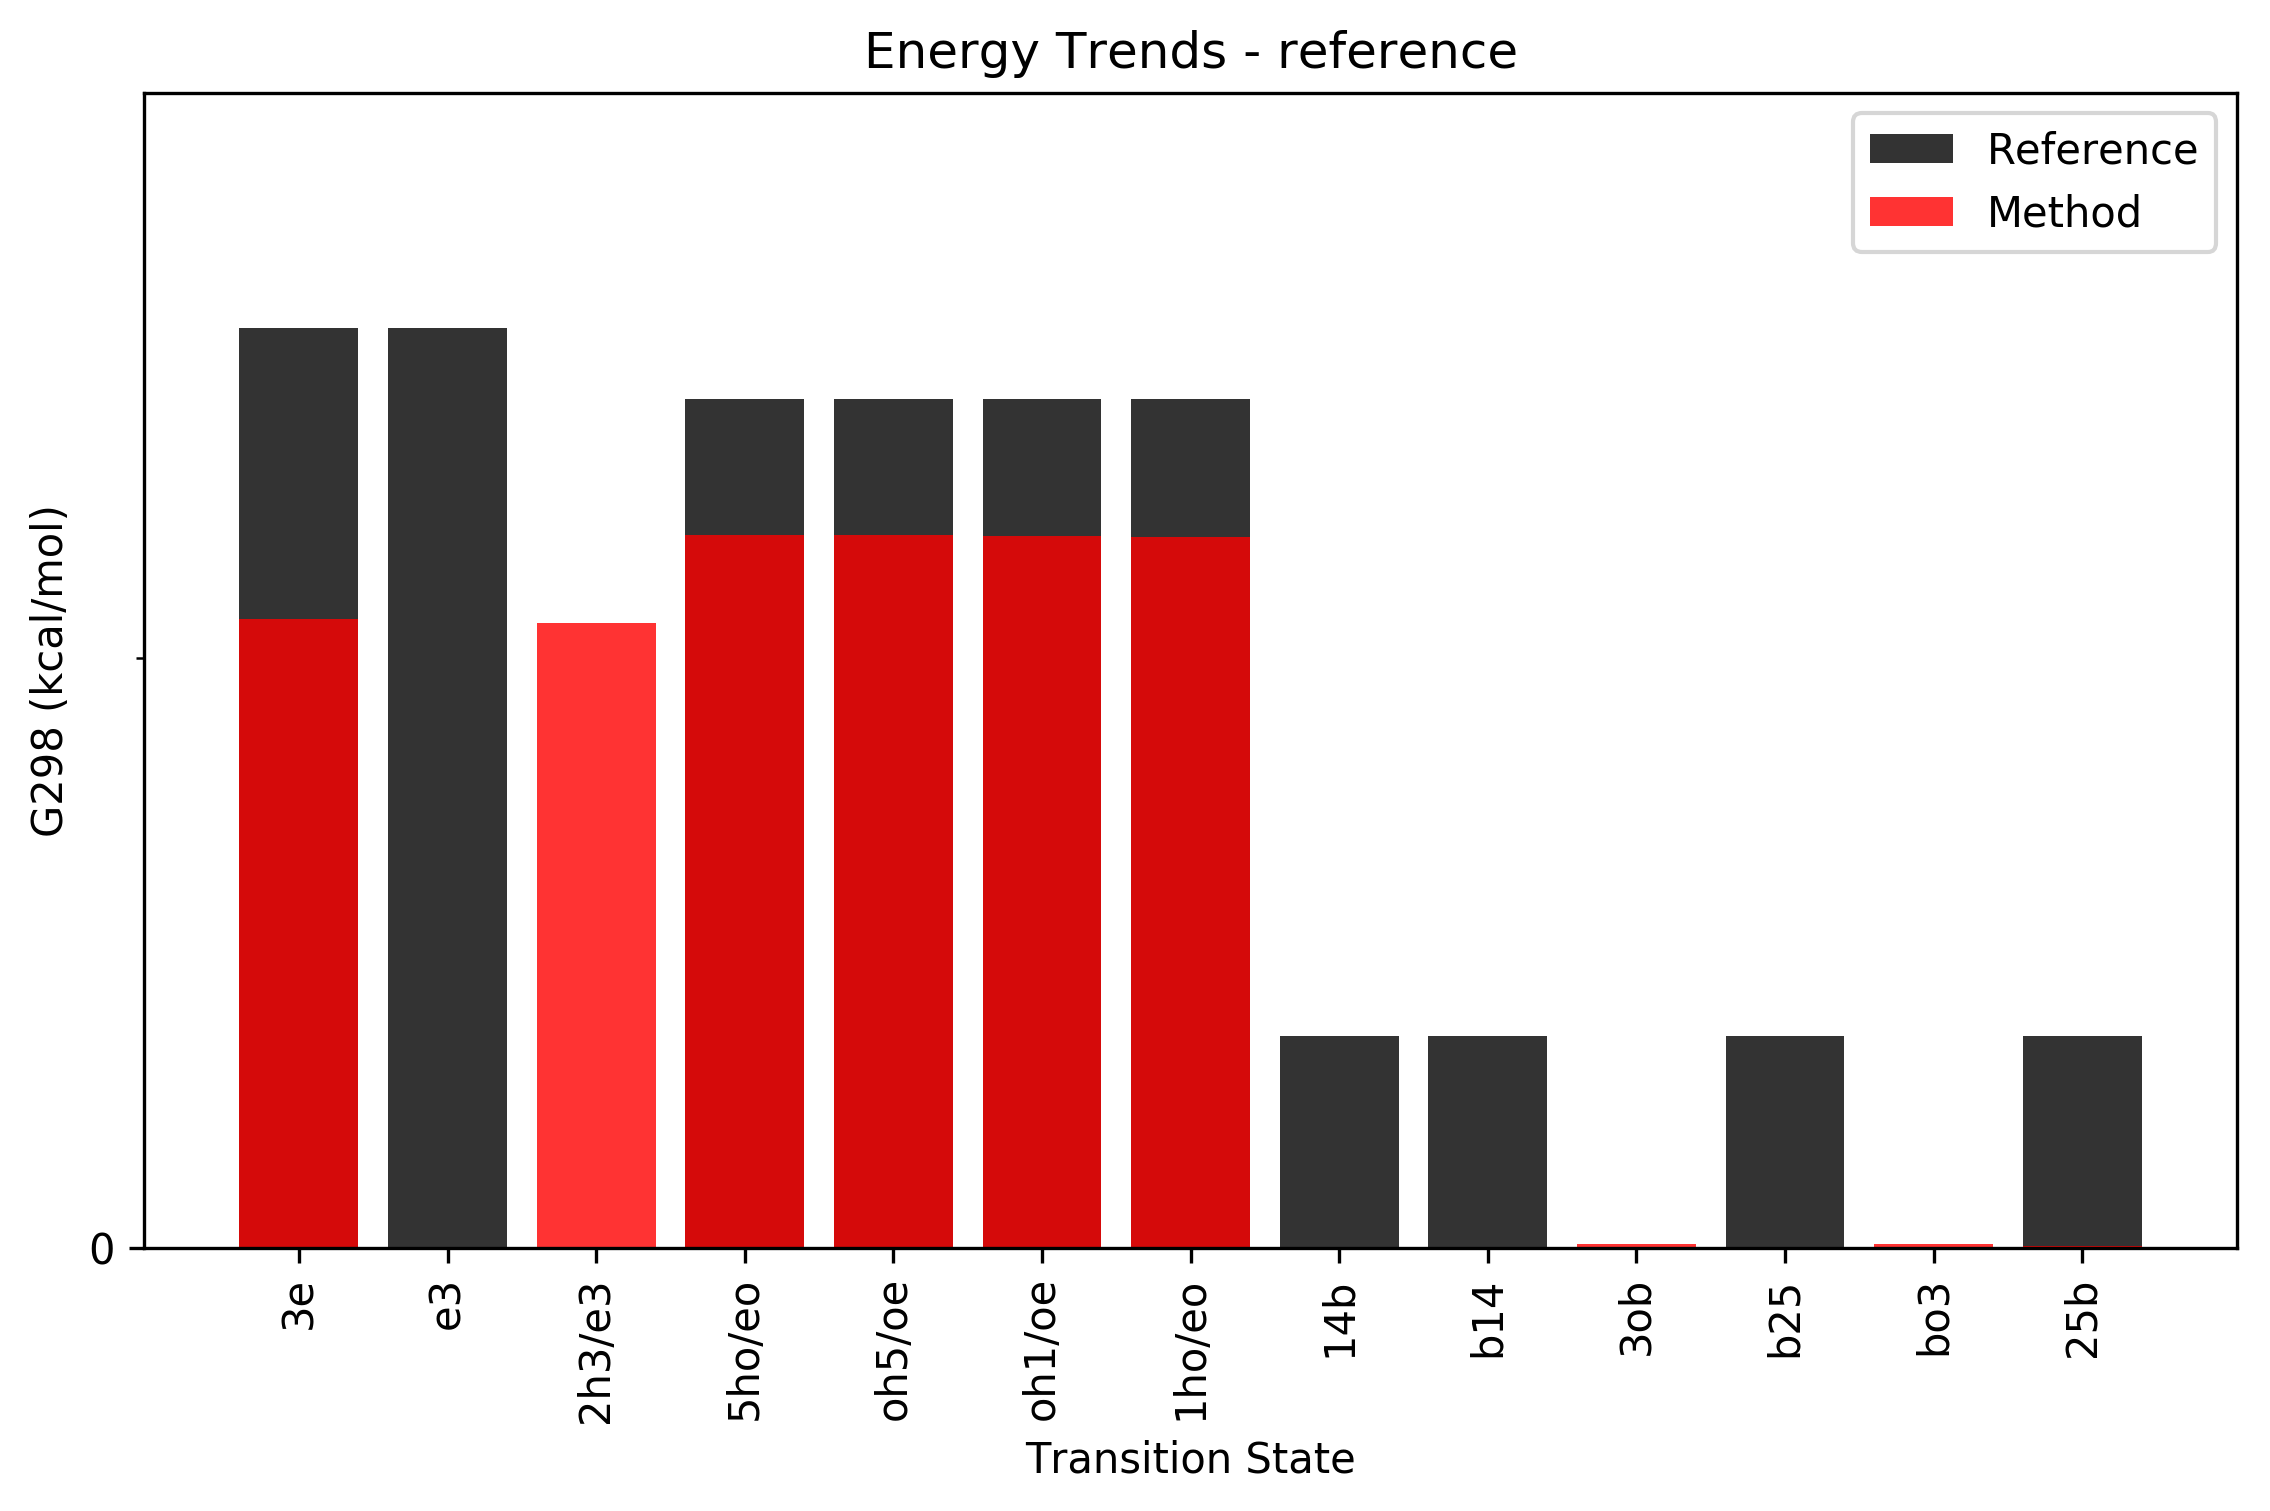 Energy Trends - reference
Reference
Method
G298 (kcal/mol)
0
3e
e3
2h3/e3
5ho/eo
oh5/oe
oh1/oe
1ho/eo
14b
b14
3ob
b25
bo3
25b
Transition State